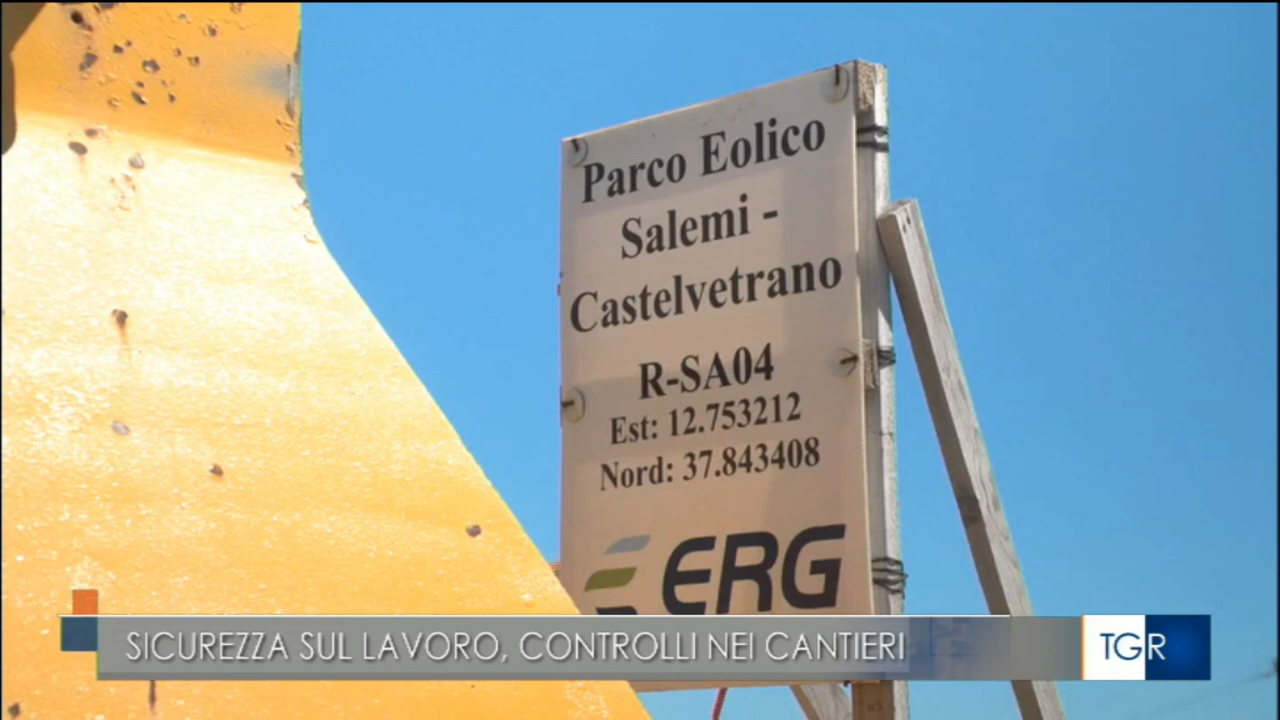 Parco Eolico
Salemi -
Castelvetrano
R-SA04
Est: 12.753212
Nord: 37.843408
ERG
SICUREZZA SUL LAVORO, CONTROLLI NEI CANTIERI
TGR